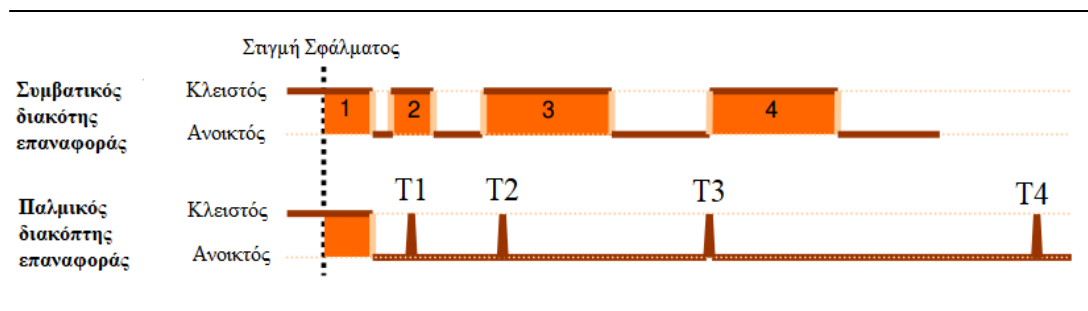 Στιγμή Σφάλματος
Συμβατικός
διακότης
επαναφοράς
Κλειστός
Ανοικτός
1
2
3
4
Παλμικός
διακόπτης
επαναφοράς
Κλειστός
Ανοικτός
T1
T2
T3
T4